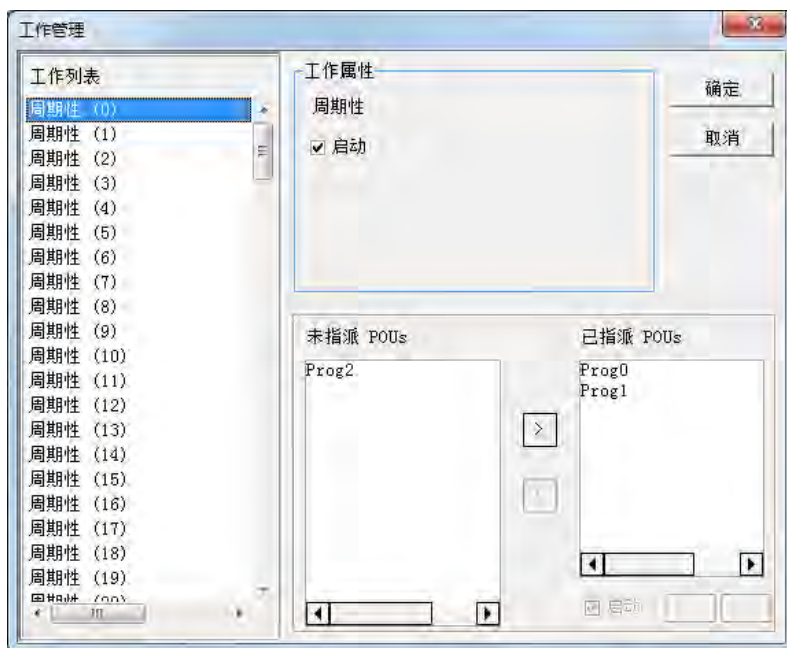 工作管理
工作列表
周期性 (0)
周期性 (1)
周期性 (2)
周期性 (3)
周期性 (4)
周期性 (5)
周期性 (6)
周期性 (7)
周期性 (8)
周期性 (9)
周期性 (10)
周期性 (11)
周期性 (12)
周期性 (13)
周期性 (14)
周期性 (15)
周期性 (16)
周期性 (17)
周期性 (18)
周期性 (19)
周期性 (20)
工作属性
周期性
启动
确定
取消
未指派 POUs
Prog2
>
已指派 POUs
Prog0
Prog1
启动